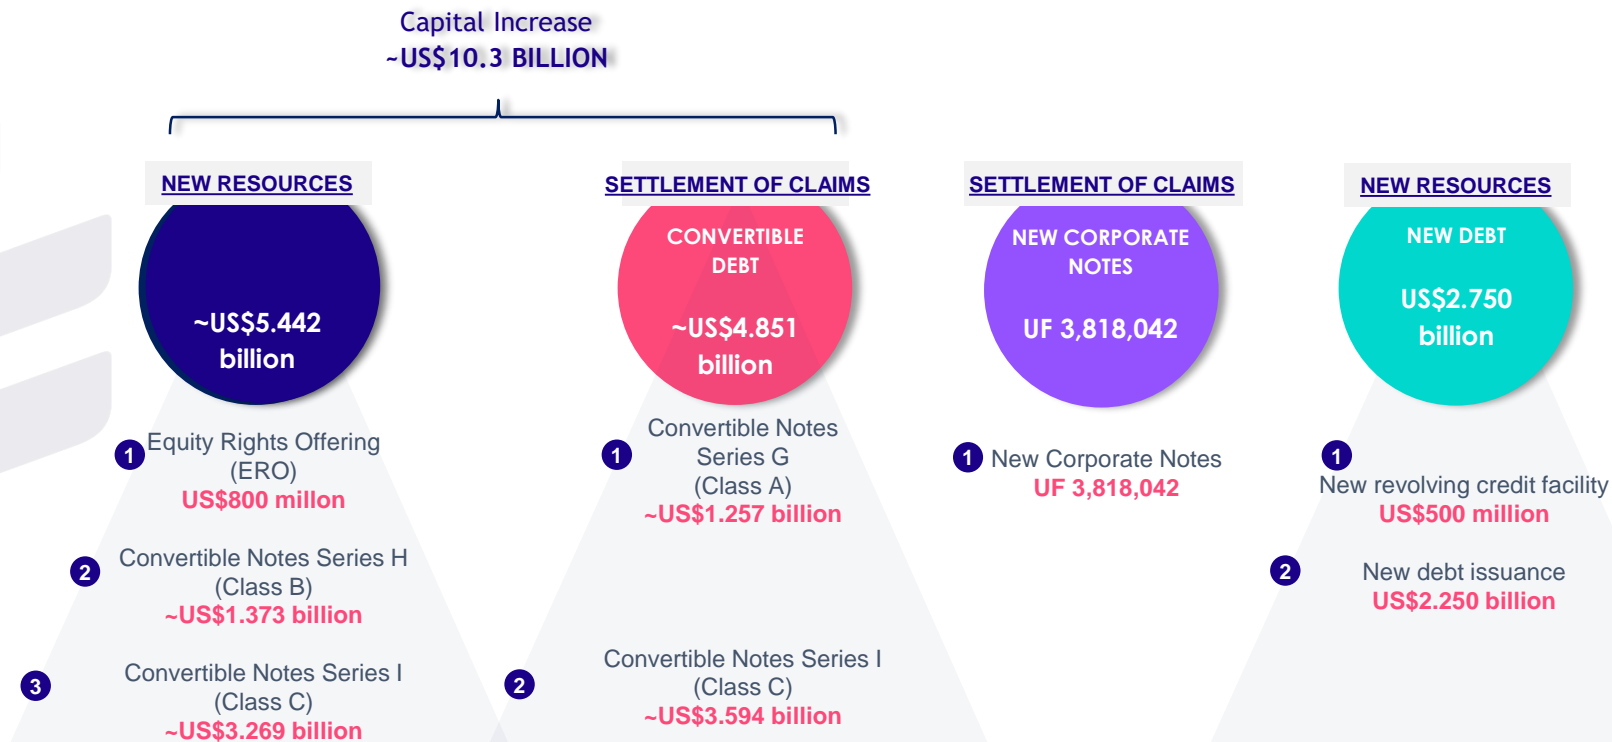 Capital Increase
~US$10.3 BILLION
NEW RESOURCES
~US$5.442
billion
1
Equity Rights Offering
(ERO)
US$800 millon
2
Convertible Notes Series H
(Class B)
~US$1.373 billion
3
Convertible Notes Series I
(Class C)
~US$3.269 billion
SETTLEMENT OF CLAIMS
CONVERTIBLE
DEBT
~US$4.851
billion
1
Convertible Notes
Series G
(Class A)
~US$1.257 billion
2
Convertible Notes Series I
(Class C)
~US$3.594 billion
SETTLEMENT OF CLAIMS
NEW CORPORATE
NOTES
UF 3,818,042
1
New Corporate Notes
UF 3,818,042
NEW RESOURCES
NEW DEBT
US$2.750
billion
1
New revolving credit facility
US$500 million
2
New debt issuance
US$2.250 billion